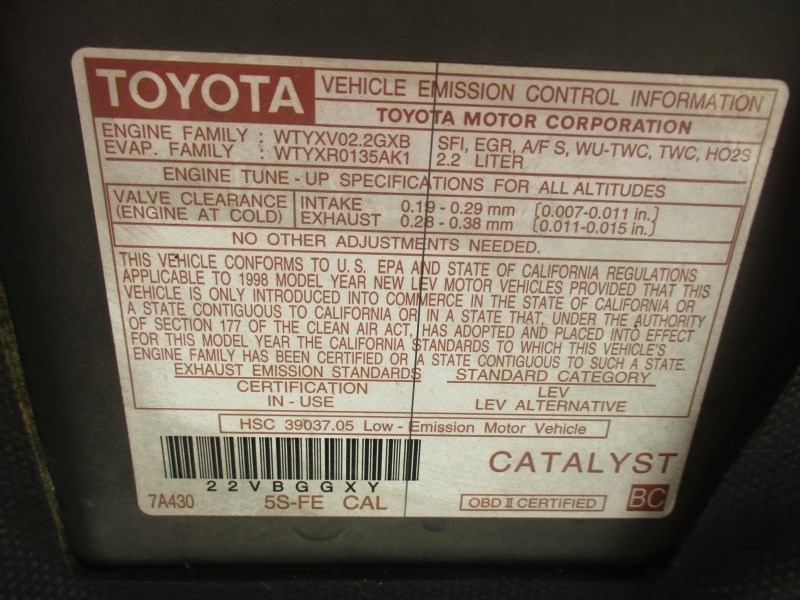 TOYOTA VEHICLE EMISSION CONTROL INFORMATION
TOYOTA MOTOR CORPORATION
ENGINE FAMILY : WTYXV02.2GXB SFI, EGR, A/F S, WU-TWC, TWC, HO2S
EVAP. FAMILY : WTYXR0135AK1 2.2 LITER
ENGINE TUNE - UP SPECIFICATIONS FOR ALL ALTITUDES
VALVE CLEARANCE INTAKE 0.19 - 0.29 mm [0.007-0.011 in.]
(ENGINE AT COLD) EXHAUST 0.28 - 0.38 mm [0.011-0.015 in.]
NO OTHER ADJUSTMENTS NEEDED.
THIS VEHICLE CONFORMS TO U.S. EPA AND STATE OF CALIFORNIA REGULATIONS
APPLICABLE TO 1998 MODEL YEAR NEW LEV MOTOR VEHICLES PROVIDED THAT THIS
VEHICLE IS ONLY INTRODUCED INTO COMMERCE IN THE STATE OF CALIFORNIA OR
A STATE CONTIGUOUS TO CALIFORNIA OR IN A STATE THAT, UNDER THE AUTHORITY
OF SECTION 177 OF THE CLEAN AIR ACT, HAS ADOPTED AND PLACED INTO EFFECT
FOR THIS MODEL YEAR THE CALIFORNIA STANDARDS TO WHICH THIS VEHICLE'S
ENGINE FAMILY HAS BEEN CERTIFIED OR A STATE CONTIGUOUS TO SUCH A STATE.
EXHAUST EMISSION STANDARDS STANDARD CATEGORY
CERTIFICATION LEV
IN - USE LEV ALTERNATIVE
HSC 39037.05 Low - Emission Motor Vehicle
CATALYST
22VBGGXY
7A430 5S-FE CAL OBD II CERTIFIED BC